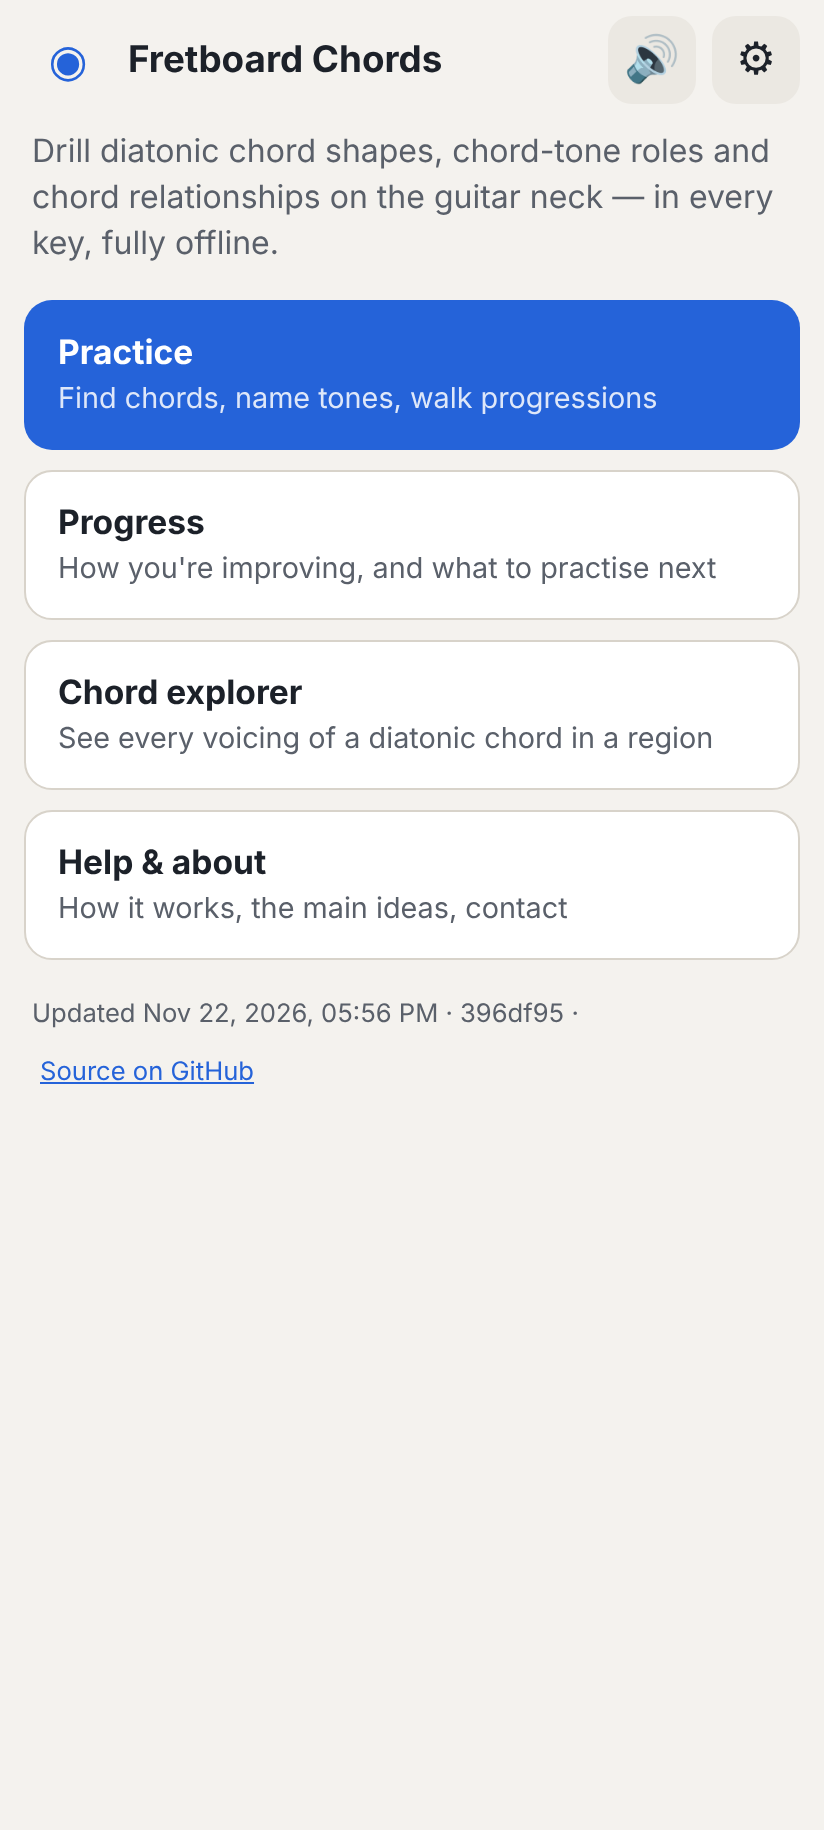 Fretboard Chords
Drill diatonic chord shapes, chord-tone roles and
chord relationships on the guitar neck — in every
key, fully offline.
Practice
Find chords, name tones, walk progressions
Progress
How you're improving, and what to practise next
Chord explorer
See every voicing of a diatonic chord in a region
Help & about
How it works, the main ideas, contact
Updated Nov 22, 2026, 05:56 PM · 396df95 ·
Source on GitHub